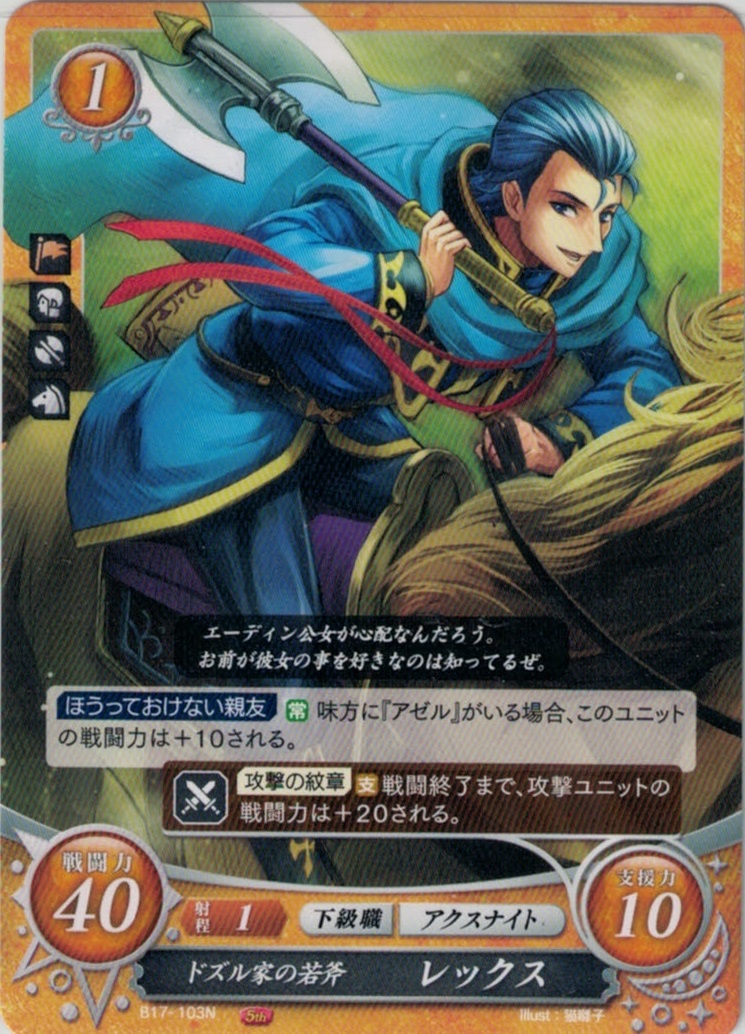 1
エーディン公女が心配なんだろう。
お前が彼女の事を好きなのは知ってるぜ。
ほうっておけない親友 常 味方に『アゼル』がいる場合、このユニット
の戦闘力は+10される。
攻撃の紋章 支 戦闘終了まで、攻撃ユニットの
戦闘力は+20される。
戦闘力
40
射程 1 下級職 アクスナイト
支援力
10
ドズル家の若斧 レックス
B17-103N 5th illust:猫囃子